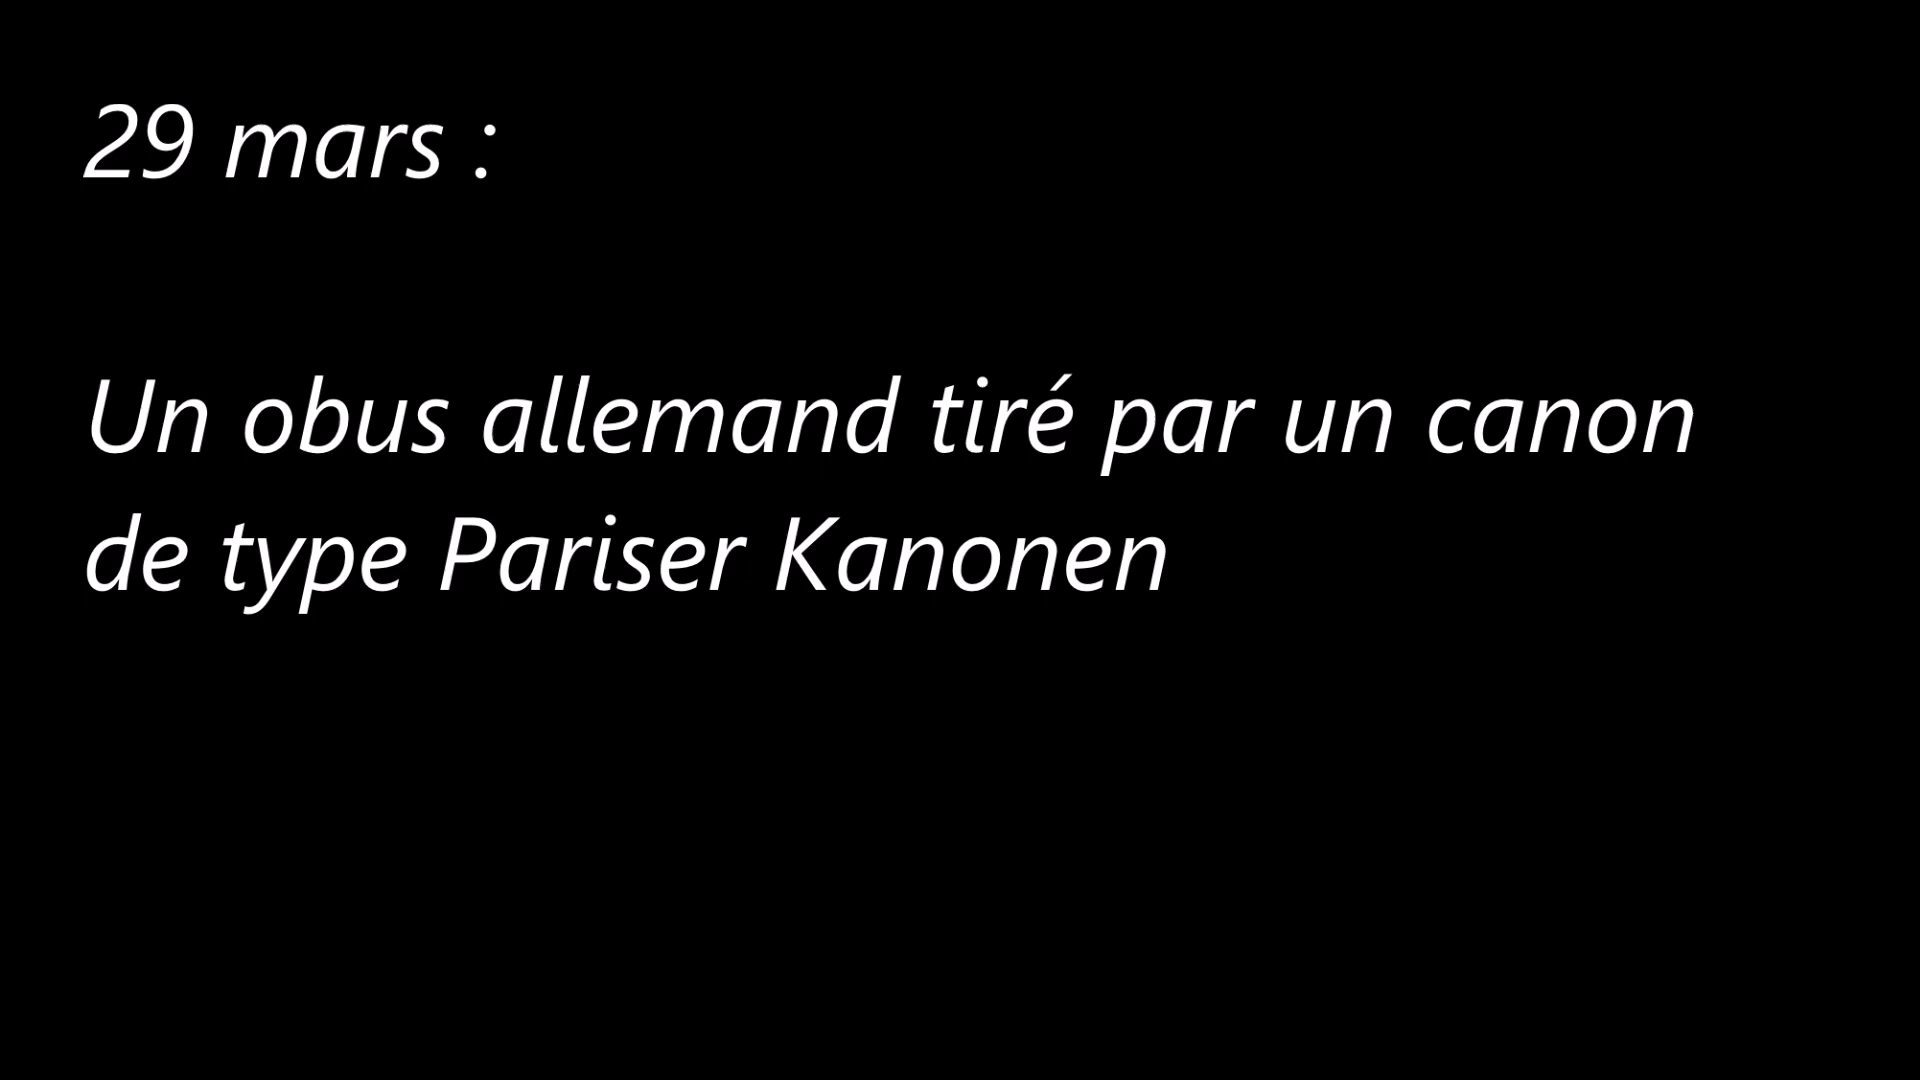 29 mars :
Un obus allemand tiré par un canon
de type Pariser Kanonen